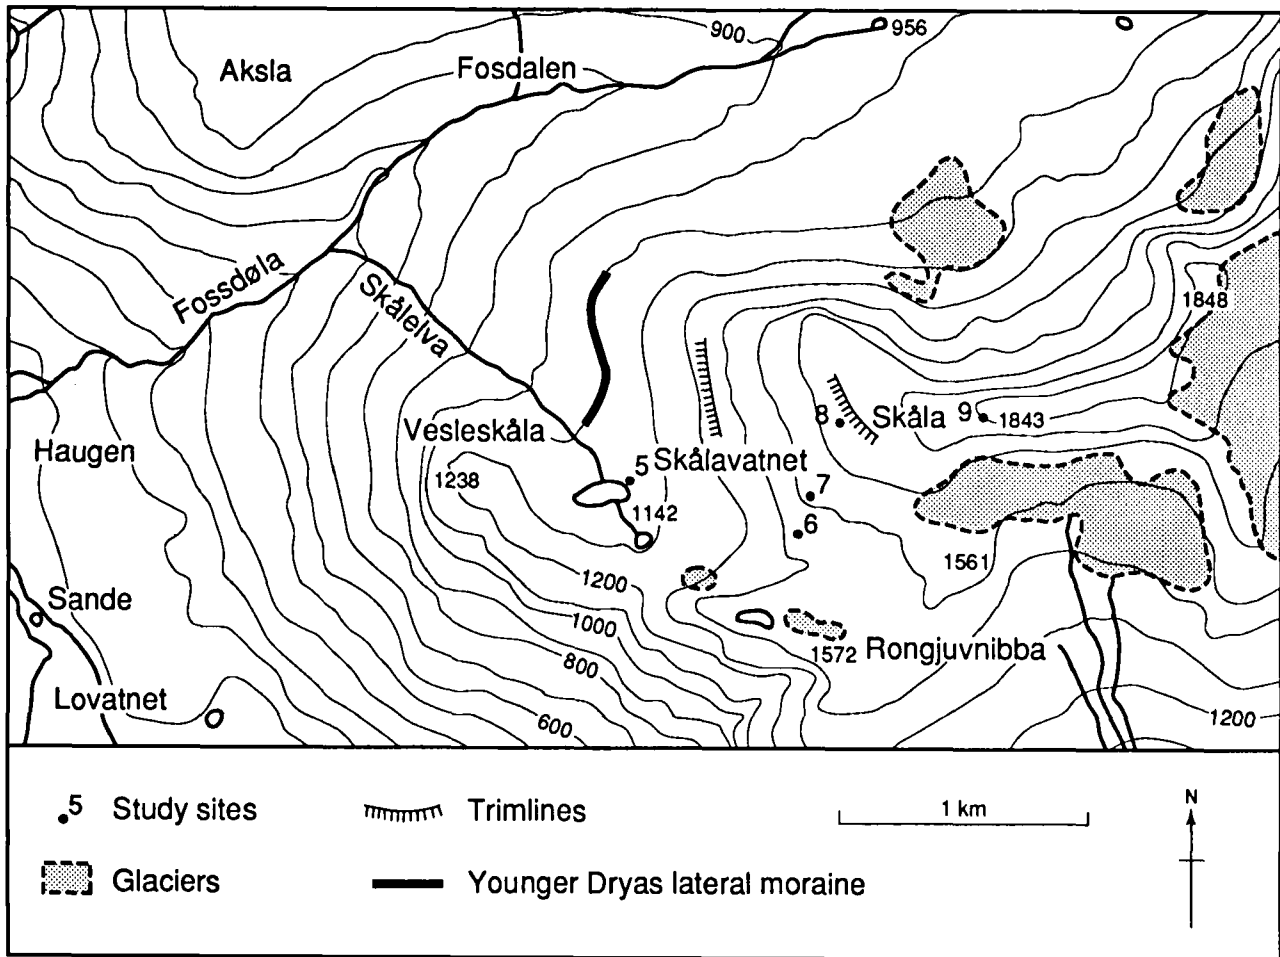 900
956
Aksla
Fosdalen
Fossdøla
Skålelva
1848
Vesleskåla
8
Skåla
9
1843
Haugen
5
Skålavatnet
1238
7
1142
6
1561
1200
Sande
1000
1572
Rongjuvnibba
800
Lovatnet
600
1200
5 Study sites
Trimlines
1 km
N
Glaciers
Younger Dryas lateral moraine